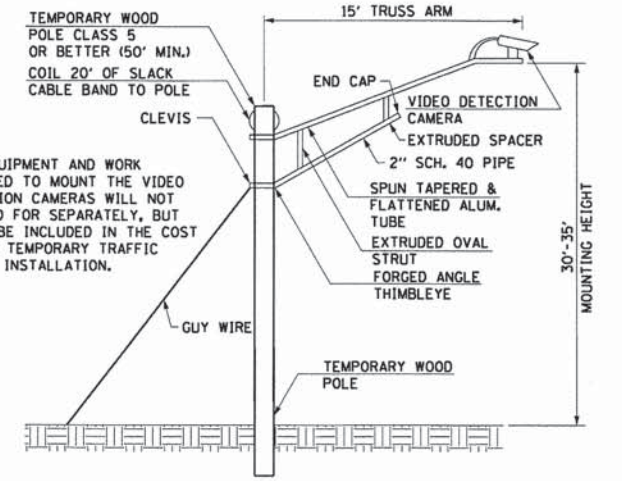 TEMPORARY WOOD
POLE CLASS 5
OR BETTER (50' MIN.)
COIL 20' OF SLACK
CABLE BAND TO POLE
CLEVIS
15' TRUSS ARM
END CAP
VIDEO DETECTION
CAMERA
EXTRUDED SPACER
2" SCH. 40 PIPE
SPUN TAPERED &
FLATTENED ALUM.
TUBE
EXTRUDED OVAL
STRUT
FORGED ANGLE
THIMBLEYE
30'-35'
MOUNTING HEIGHT
AND WORK
TO MOUNT THE VIDEO
CAMERAS WILL NOT
FOR SEPARATELY, BUT
BE INCLUDED IN THE COST
TEMPORARY TRAFFIC
INSTALLATION.
GUY WIRE
TEMPORARY WOOD
POLE